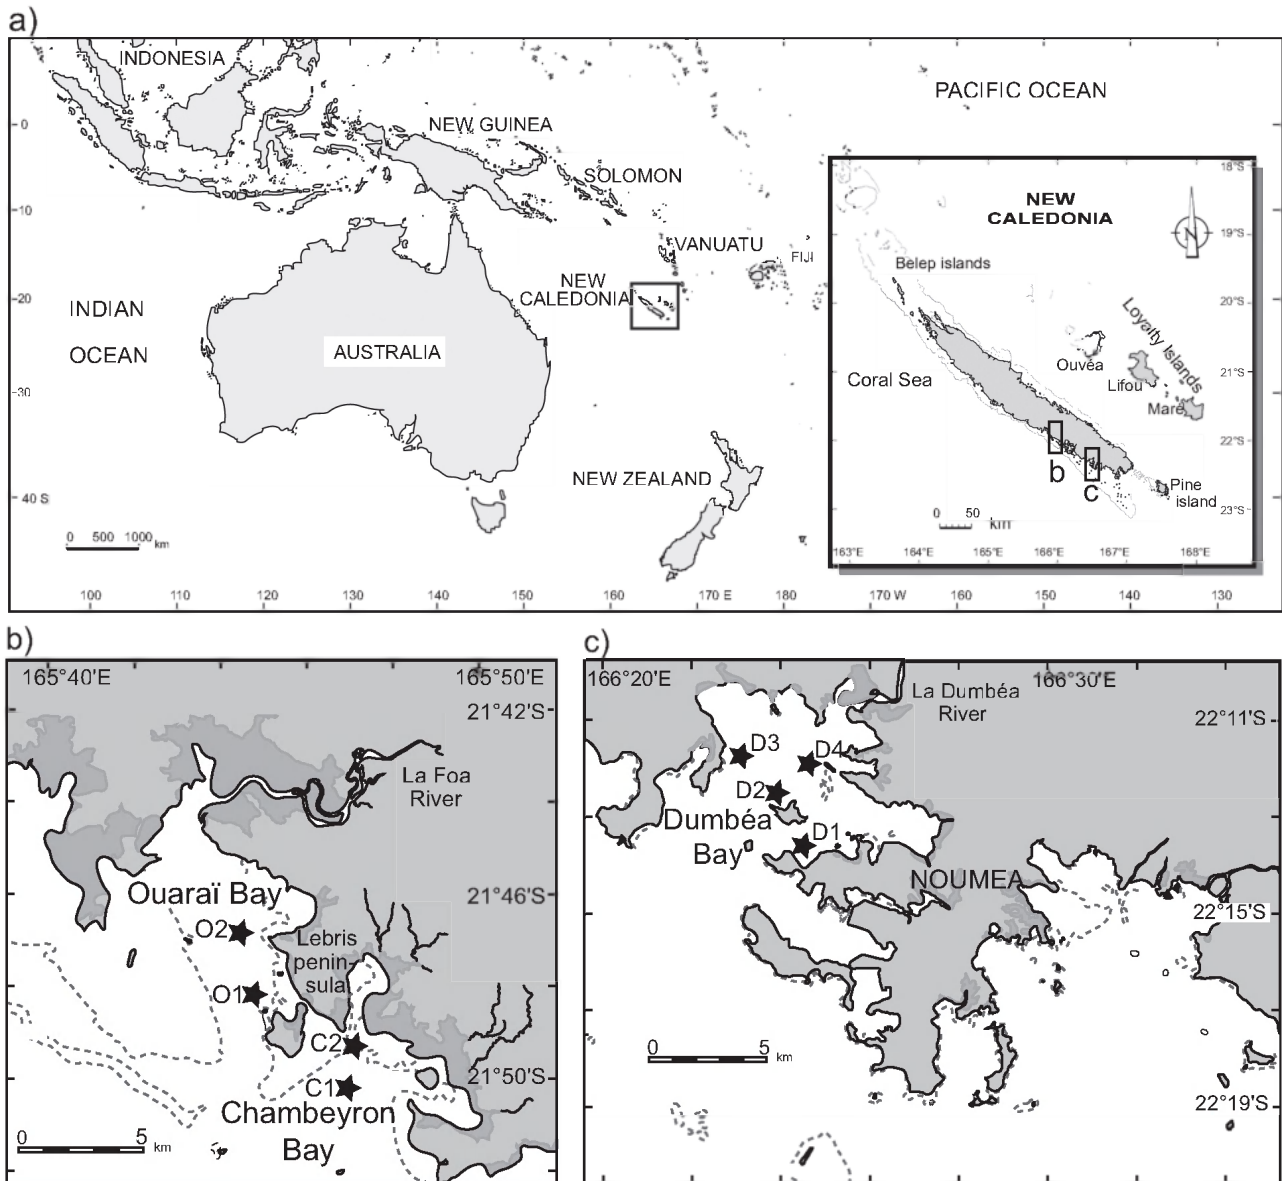 a)
INDONESIA
PACIFIC OCEAN
0
NEW GUINEA
SOLOMON
10
VANUATU
FIJI
NEW
CALEDONIA
20
INDIAN
OCEAN
AUSTRALIA
30
NEW ZEALAND
40 S
0 500 1000 km
100 110 120 130 140 150 160 170 E 180 170 W 160 150 140 130
NEW
CALEDONIA
N
18°S
19°S
20°S
21°S
22°S
23°S
Belep islands
Loyalty Islands
Ouvéa
Lifou
Maré
Coral Sea
b
c
Pine
island
0 50
km
163°E 164°E 165°E 166°E 167°E 168°E
b)
165°40'E 165°50'E
21°42'S
La Foa
River
Ouaraï Bay
21°46'S
O2
Lebris
penin-
sula
O1
C2
C1
21°50'S
Chambeyron
Bay
0 5 km
c)
166°20'E 166°30'E
La Dumbéa
River
22°11'S
D3
D4
D2
Dumbéa
Bay
D1
NOUMEA
22°15'S
0 5 km
22°19'S